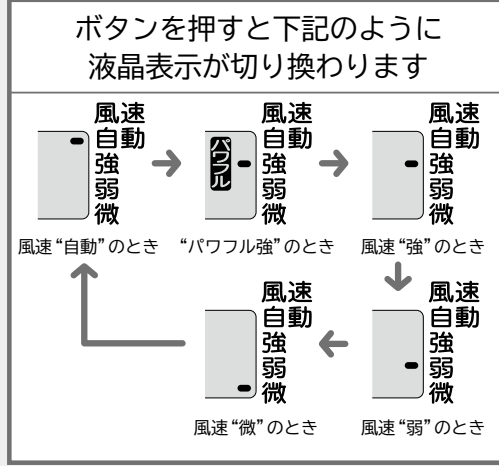 ボタンを押すと下記のように
液晶表示が切り換わります
風速
自動
強
弱
微
風速“自動”のとき
パワフル
風速
自動
強
弱
微
“パワフル強”のとき
風速
自動
強
弱
微
風速“強”のとき
風速
自動
強
弱
微
風速“微”のとき
風速
自動
強
弱
微
風速“弱”のとき